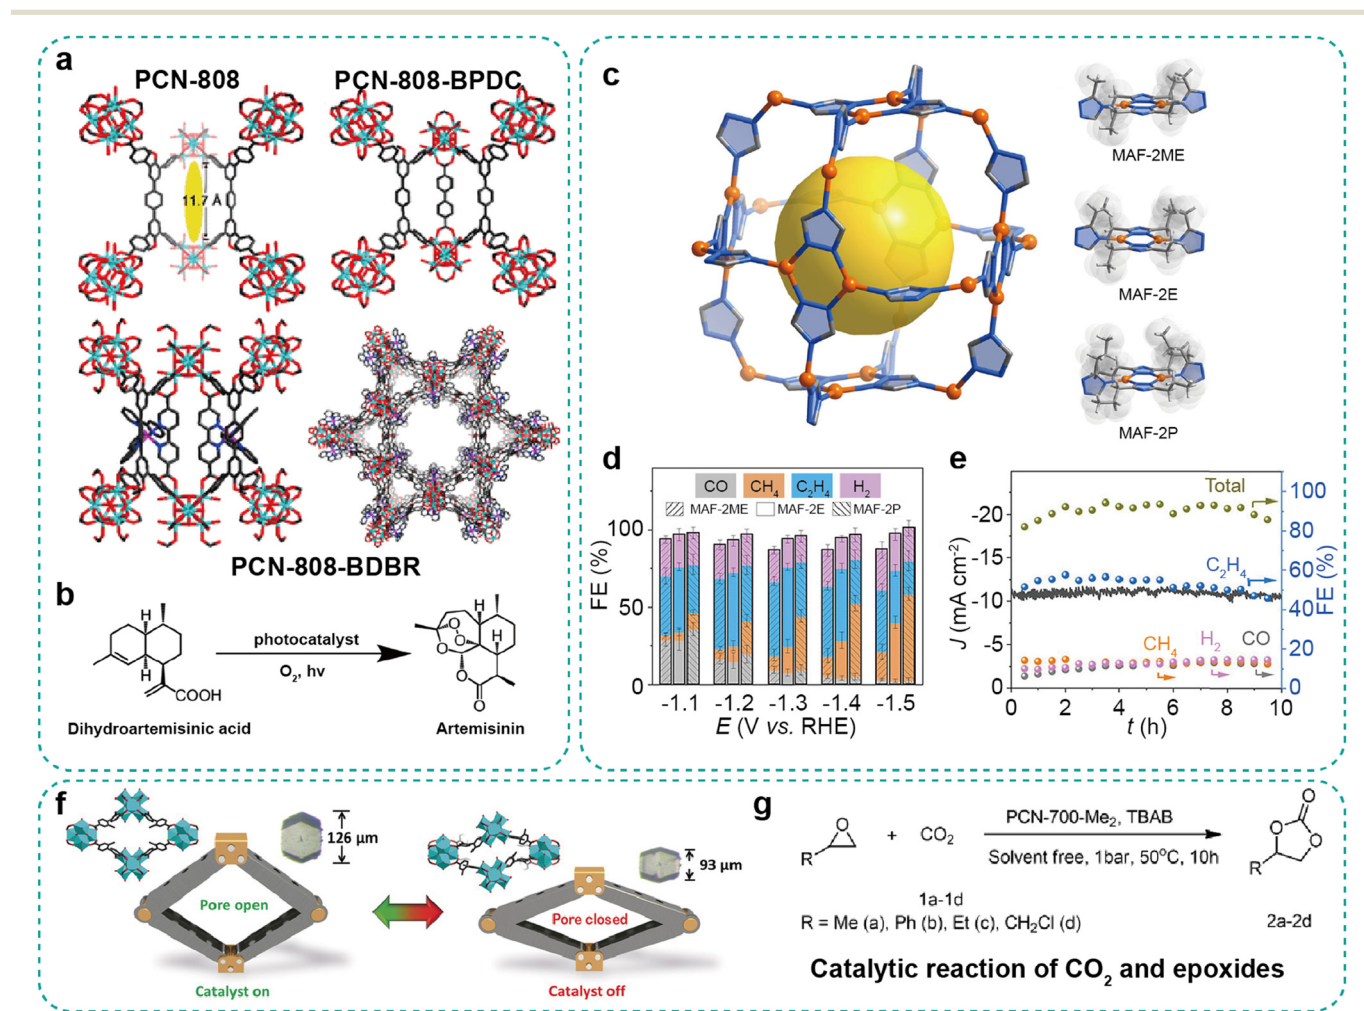 a
PCN-808
PCN-808-BPDC
11.7 Å
PCN-808-BDBR
b
photocatalyst
O₂, hv
H
H
COOH
Dihydroartemisinic acid
H
O
O
O
H
O
O
Artemisinin
c
MAF-2ME
MAF-2E
MAF-2P
d
CO CH₄ C₂H₄ H₂
MAF-2ME MAF-2E MAF-2P
FE (%)
100
50
0
-1.1 -1.2 -1.3 -1.4 -1.5
E (V vs. RHE)
e
Total
C₂H₄
CH₄ H₂ CO
J (mA cm⁻²)
-20
-15
-10
-5
0
FE (%)
100
80
60
40
20
0
0 2 4 6 8 10
t (h)
f
126 µm
Pore open
Catalyst on
93 µm
Pore closed
Catalyst off
g
O
R
+ CO₂
PCN-700-Me₂, TBAB
Solvent free, 1bar, 50°C, 10h
O
O O
R
1a-1d
R = Me (a), Ph (b), Et (c), CH₂Cl (d)
2a-2d
Catalytic reaction of CO₂ and epoxides